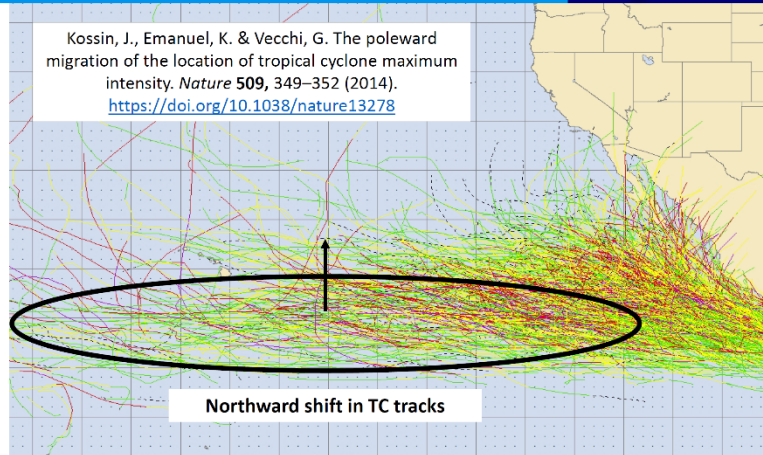 Kossin, J., Emanuel, K. & Vecchi, G. The poleward
migration of the location of tropical cyclone maximum
intensity. Nature 509, 349–352 (2014).
https://doi.org/10.1038/nature13278
Northward shift in TC tracks